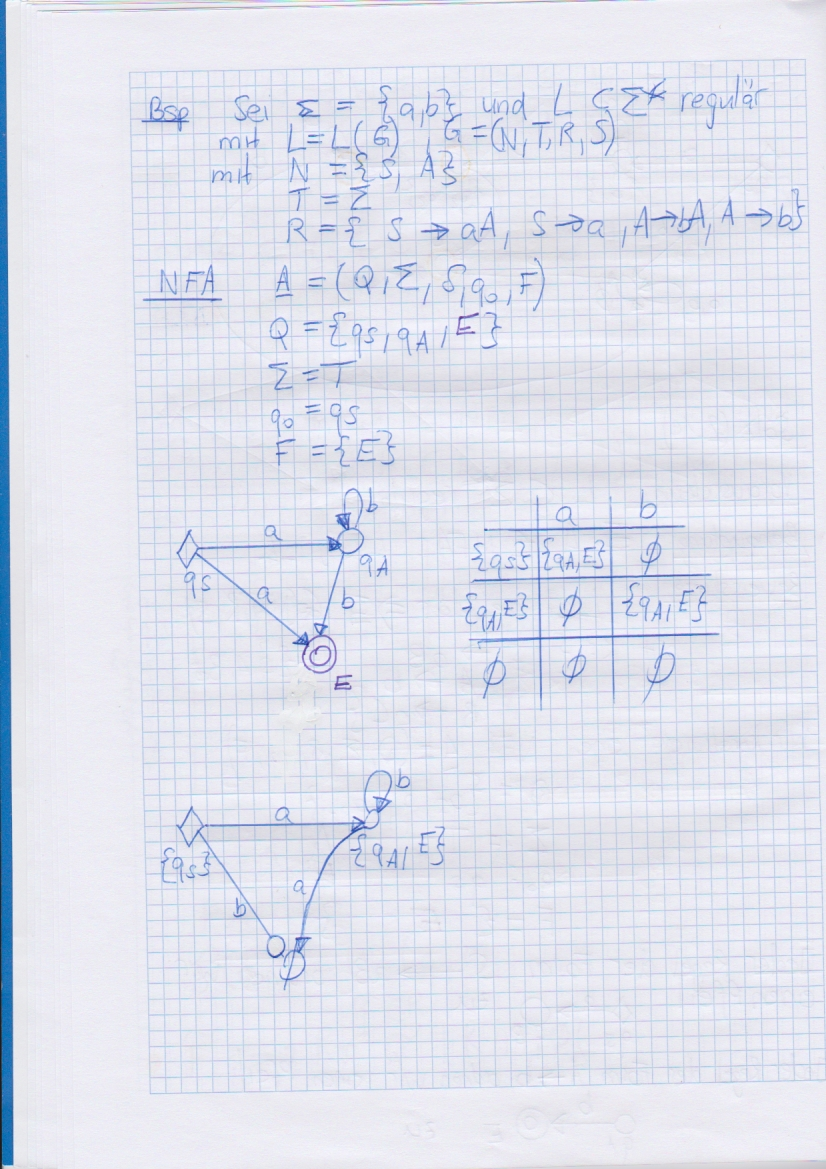 Bsp Sei Σ = {a,b} und L ⊂ Σ* regulär
mit L=L(G), G=(N,T,R,S)
mit N = {S, A}
T = Σ
R = { S → aA, S → a, A → bA, A → b}
NFA A = (Q, Σ, δ, q0, F)
Q = {qS, qA, E}
Σ = T
q0 = qS
F = {E}
b
a
qA
qS
a
b
E
a b
{qS} {qA,E} ∅
{qA,E} ∅ {qA,E}
∅ ∅ ∅
b
a
{qS}
{qA, E}
a
b
∅